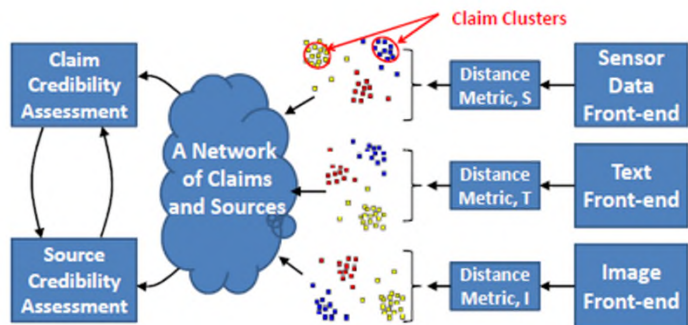 Claim Clusters
Claim
Credibility
Assessment
Distance
Metric, S
Sensor
Data
Front-end
A Network
of Claims
and Sources
Distance
Metric, T
Text
Front-end
Source
Credibility
Assessment
Distance
Metric, I
Image
Front-end